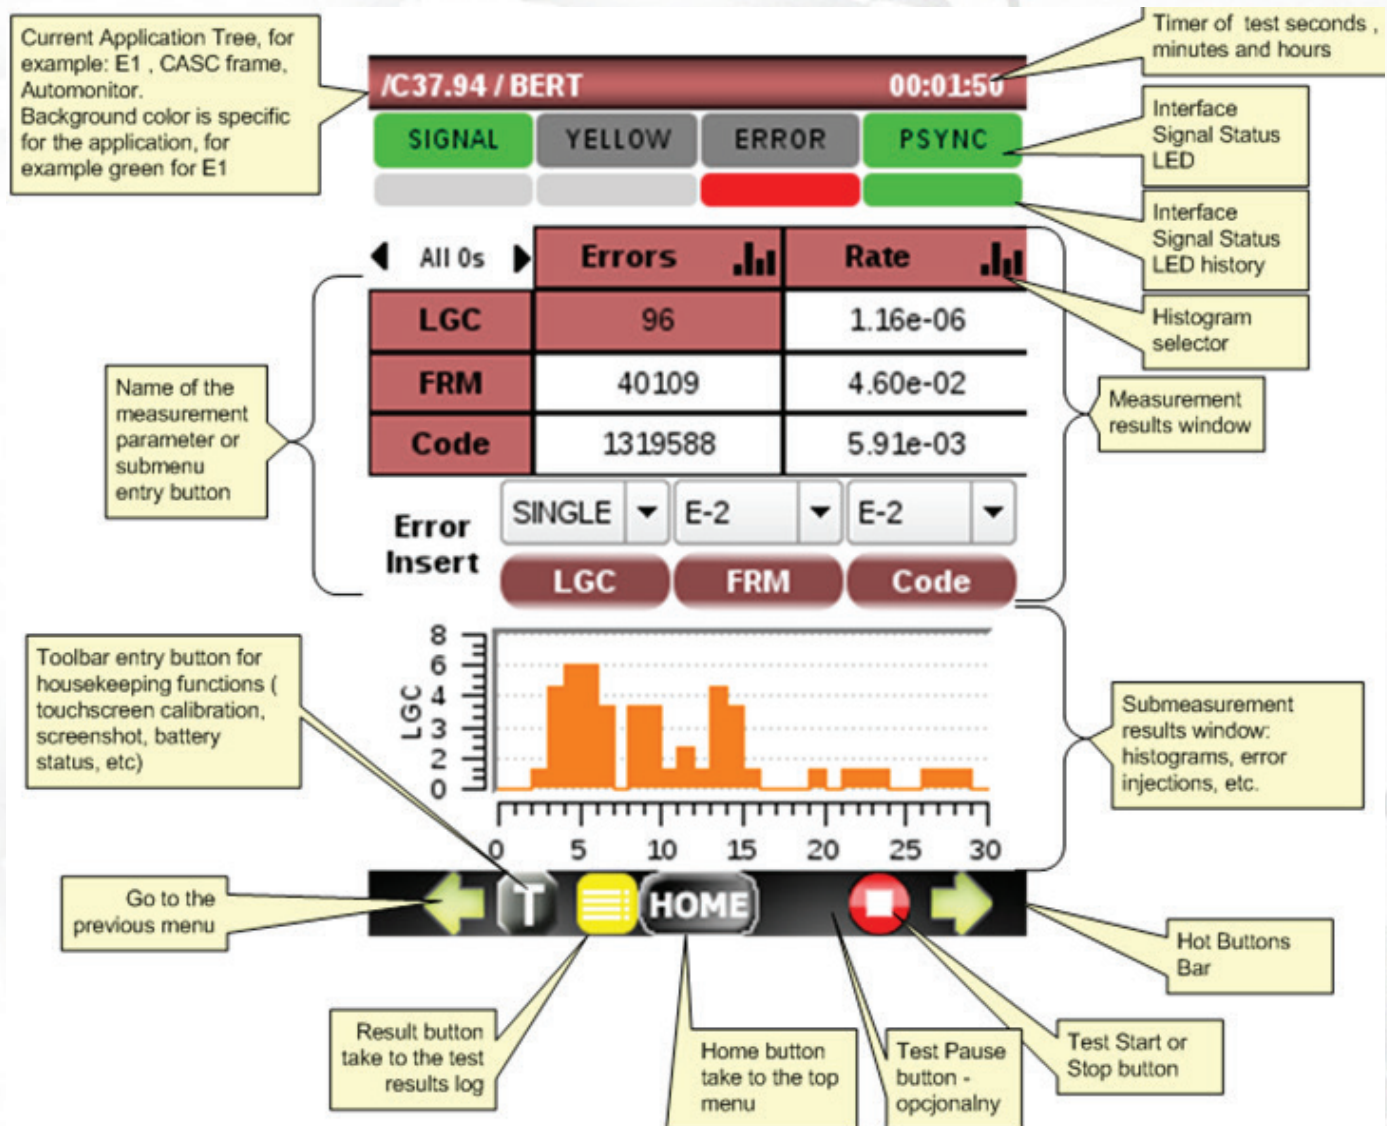 Current Application Tree, for
example: E1 , CASC frame,
Automonitor.
Background color is specific
for the application, for
example green for E1
Timer of test seconds ,
minutes and hours
/C37.94 / BERT 00:01:50
SIGNAL YELLOW ERROR PSYNC
Interface
Signal Status
LED
Interface
Signal Status
LED history
All 0s Errors Rate
LGC 96 1.16e-06
FRM 40109 4.60e-02
Code 1319588 5.91e-03
Histogram
selector
Name of the
measurement
parameter or
submenu
entry button
Measurement
results window
Error
Insert
SINGLE E-2 E-2
LGC FRM Code
Toolbar entry button for
housekeeping functions (
touchscreen calibration,
screenshot, battery
status, etc)
LGC
8
6
4
3
2
0
0 5 10 15 20 25 30
Submeasurement
results window:
histograms, error
injections, etc.
T HOME
Go to the
previous menu
Hot Buttons
Bar
Result button
take to the test
results log
Home button
take to the top
menu
Test Pause
button -
opcjonalny
Test Start or
Stop button